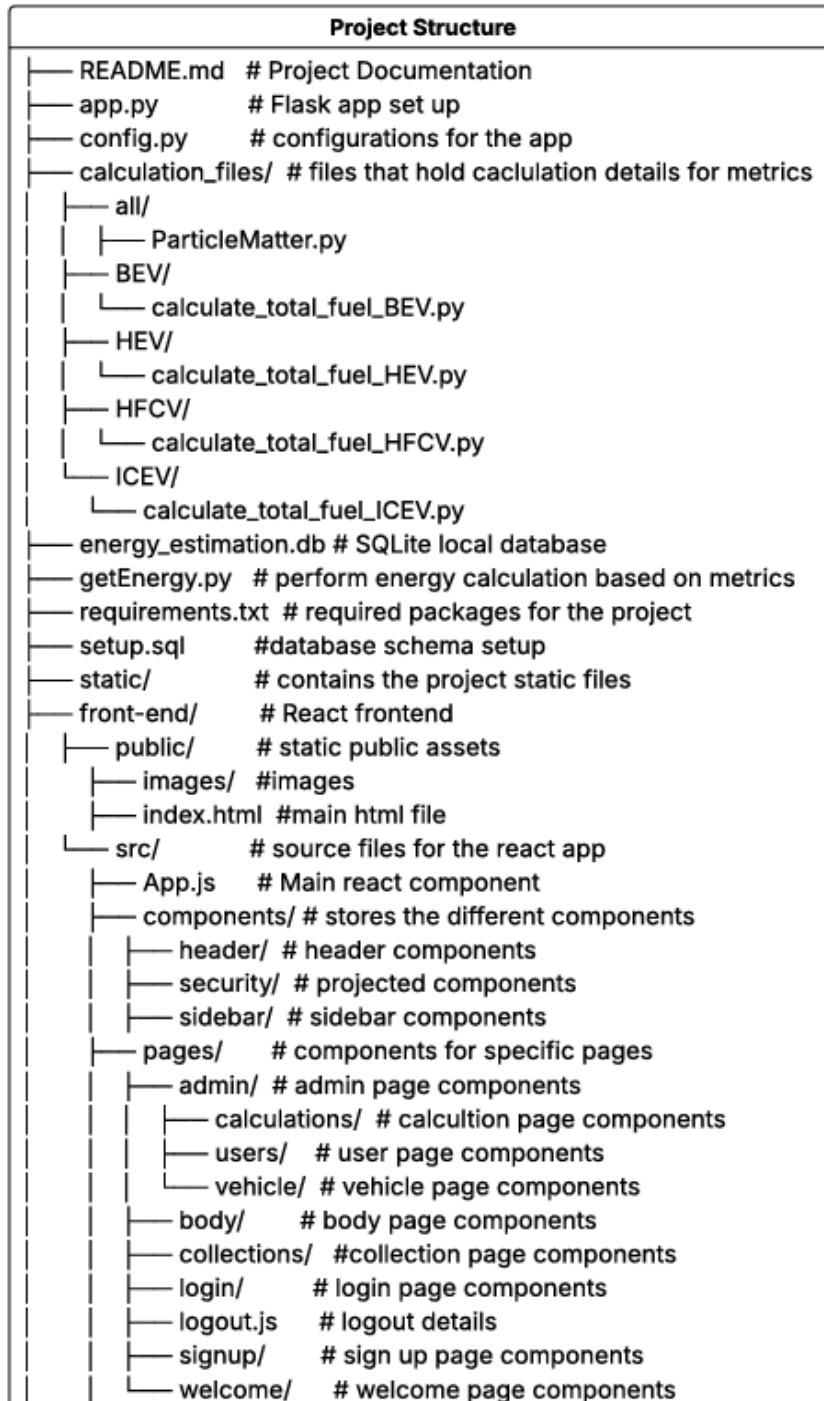 Project Structure
├── README.md # Project Documentation
├── app.py # Flask app set up
├── config.py # configurations for the app
├── calculation_files/ # files that hold caclulation details for metrics
│ ├── all/
│ │ ├── ParticleMatter.py
│ ├── BEV/
│ │ └── calculate_total_fuel_BEV.py
│ ├── HEV/
│ │ └── calculate_total_fuel_HEV.py
│ ├── HFCV/
│ │ └── calculate_total_fuel_HFCV.py
│ └── ICEV/
│ └── calculate_total_fuel_ICEV.py
├── energy_estimation.db # SQLite local database
├── getEnergy.py # perform energy calculation based on metrics
├── requirements.txt # required packages for the project
├── setup.sql #database schema setup
├── static/ # contains the project static files
├── front-end/ # React frontend
│ ├── public/ # static public assets
│ ├── images/ #images
│ ├── index.html #main html file
│ └── src/ # source files for the react app
│ ├── App.js # Main react component
│ ├── components/ # stores the different components
│ │ ├── header/ # header components
│ │ ├── security/ # projected components
│ │ ├── sidebar/ # sidebar components
│ ├── pages/ # components for specific pages
│ │ ├── admin/ # admin page components
│ │ │ ├── calculations/ # calcultion page components
│ │ │ ├── users/ # user page components
│ │ │ └── vehicle/ # vehicle page components
│ │ ├── body/ # body page components
│ │ ├── collections/ #collection page components
│ │ ├── login/ # login page components
│ │ ├── logout.js # logout details
│ │ ├── signup/ # sign up page components
│ │ └── welcome/ # welcome page components